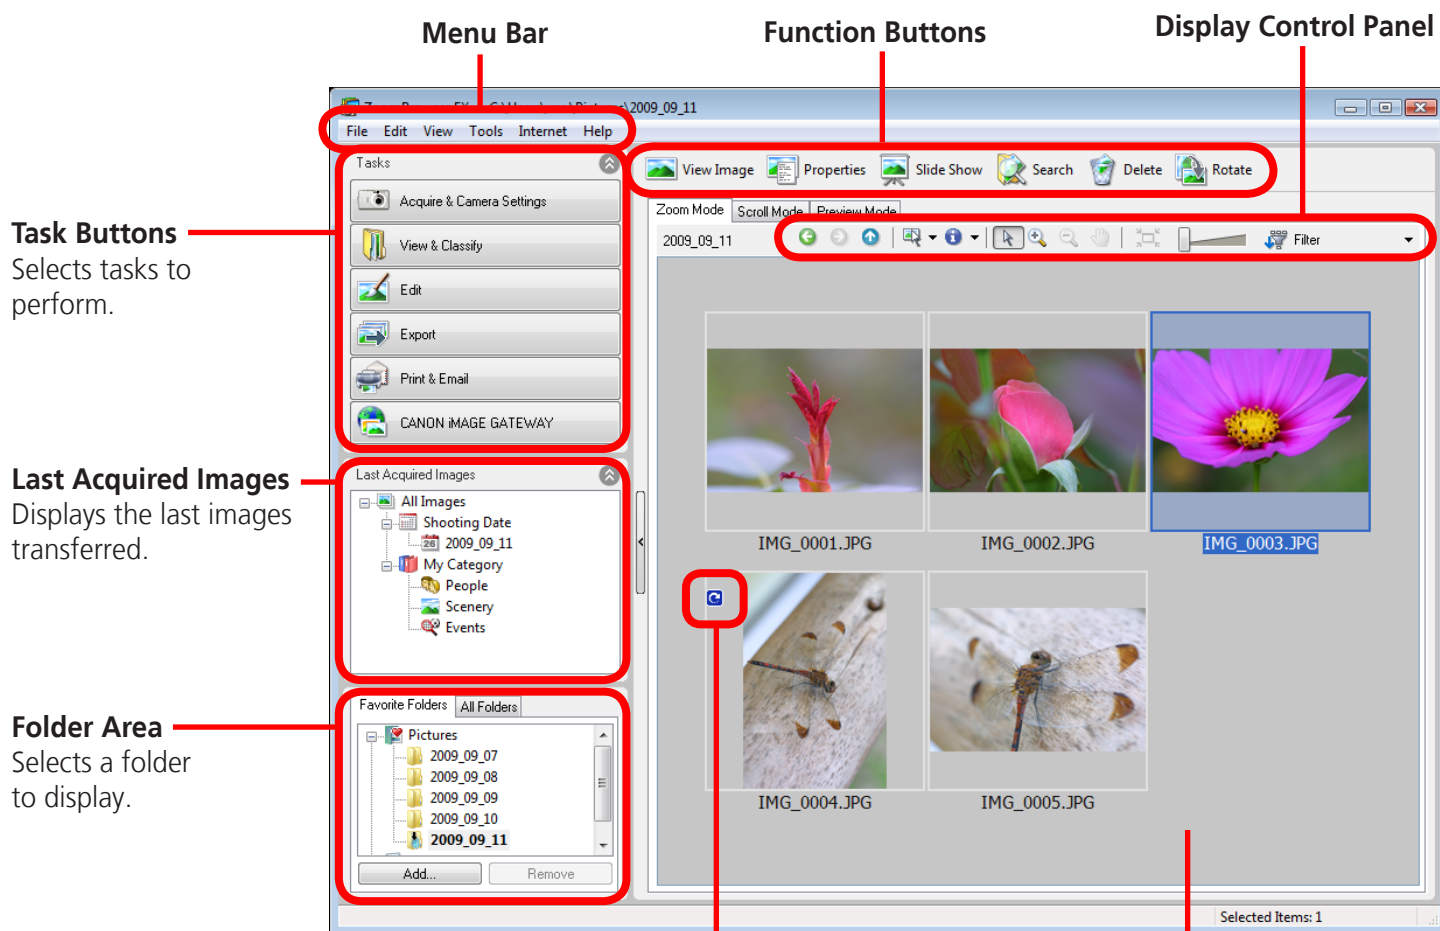 Menu Bar
Function Buttons
Display Control Panel
2009_09_11
File Edit View Tools Internet Help
Tasks
View Image Properties Slide Show Search Delete Rotate
Acquire & Camera Settings
Zoom Mode Scroll Mode Preview Mode
Task Buttons
Selects tasks to
perform.
View & Classify
2009_09_11
Filter
Edit
Export
Print & Email
CANON iMAGE GATEWAY
Last Acquired Images
Displays the last images
transferred.
Last Acquired Images
All Images
Shooting Date
26 2009_09_11
My Category
People
Scenery
Events
IMG_0001.JPG IMG_0002.JPG IMG_0003.JPG
Folder Area
Selects a folder
to display.
Favorite Folders All Folders
Pictures
2009_09_07
2009_09_08
2009_09_09
2009_09_10
2009_09_11
Add... Remove
IMG_0004.JPG IMG_0005.JPG
Selected Items: 1